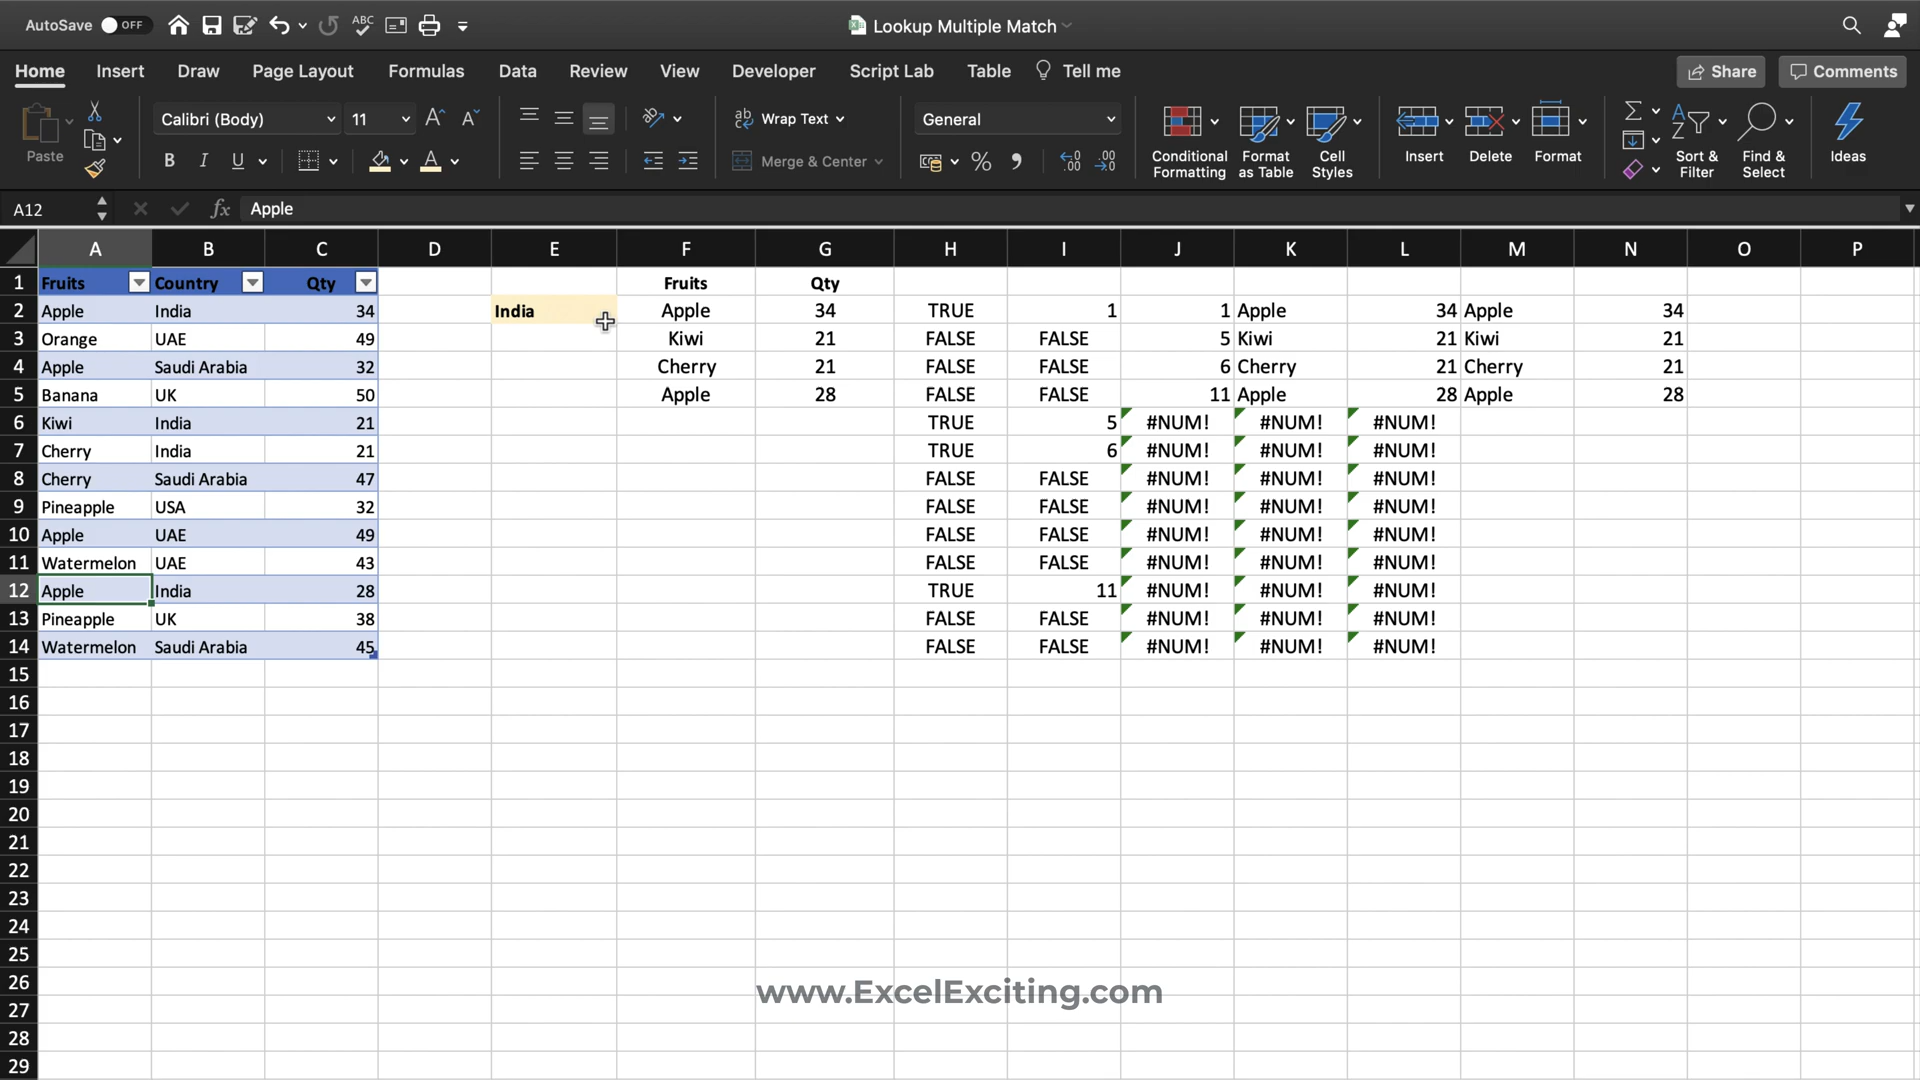 AutoSave OFF ABC Lookup Multiple Match
Home Insert Draw Page Layout Formulas Data Review View Developer Script Lab Table Tell me Share Comments
Paste Calibri (Body) 11 A A Wrap Text General Conditional Formatting Format as Table Cell Styles Insert Delete Format Sort & Filter Find & Select Ideas
B I U A Merge & Center % .00
A12 fx Apple
A B C D E F G H I J K L M N O P
1 Fruits Country Qty Fruits Qty
2 Apple India 34 India Apple 34 TRUE 1 1 Apple 34 Apple 34
3 Orange UAE 49 Kiwi 21 FALSE FALSE 5 Kiwi 21 Kiwi 21
4 Apple Saudi Arabia 32 Cherry 21 FALSE FALSE 6 Cherry 21 Cherry 21
5 Banana UK 50 Apple 28 FALSE FALSE 11 Apple 28 Apple 28
6 Kiwi India 21 TRUE 5 #NUM! #NUM! #NUM!
7 Cherry India 21 TRUE 6 #NUM! #NUM! #NUM!
8 Cherry Saudi Arabia 47 FALSE FALSE #NUM! #NUM! #NUM!
9 Pineapple USA 32 FALSE FALSE #NUM! #NUM! #NUM!
10 Apple UAE 49 FALSE FALSE #NUM! #NUM! #NUM!
11 Watermelon UAE 43 FALSE FALSE #NUM! #NUM! #NUM!
12 Apple India 28 TRUE 11 #NUM! #NUM! #NUM!
13 Pineapple UK 38 FALSE FALSE #NUM! #NUM! #NUM!
14 Watermelon Saudi Arabia 45 FALSE FALSE #NUM! #NUM! #NUM!
15
16
17
18
19
20
21
22
23
24
25
26
www.ExcelExciting.com
27
28
29